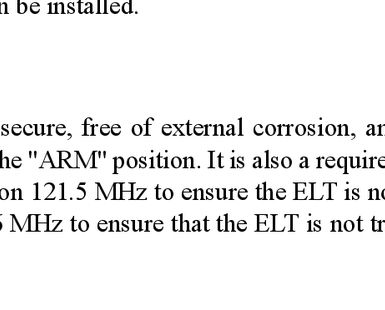 n be installed.
secure, free of external corrosion, an
he "ARM" position. It is also a require
on 121.5 MHz to ensure the ELT is no
6 MHz to ensure that the ELT is not tr